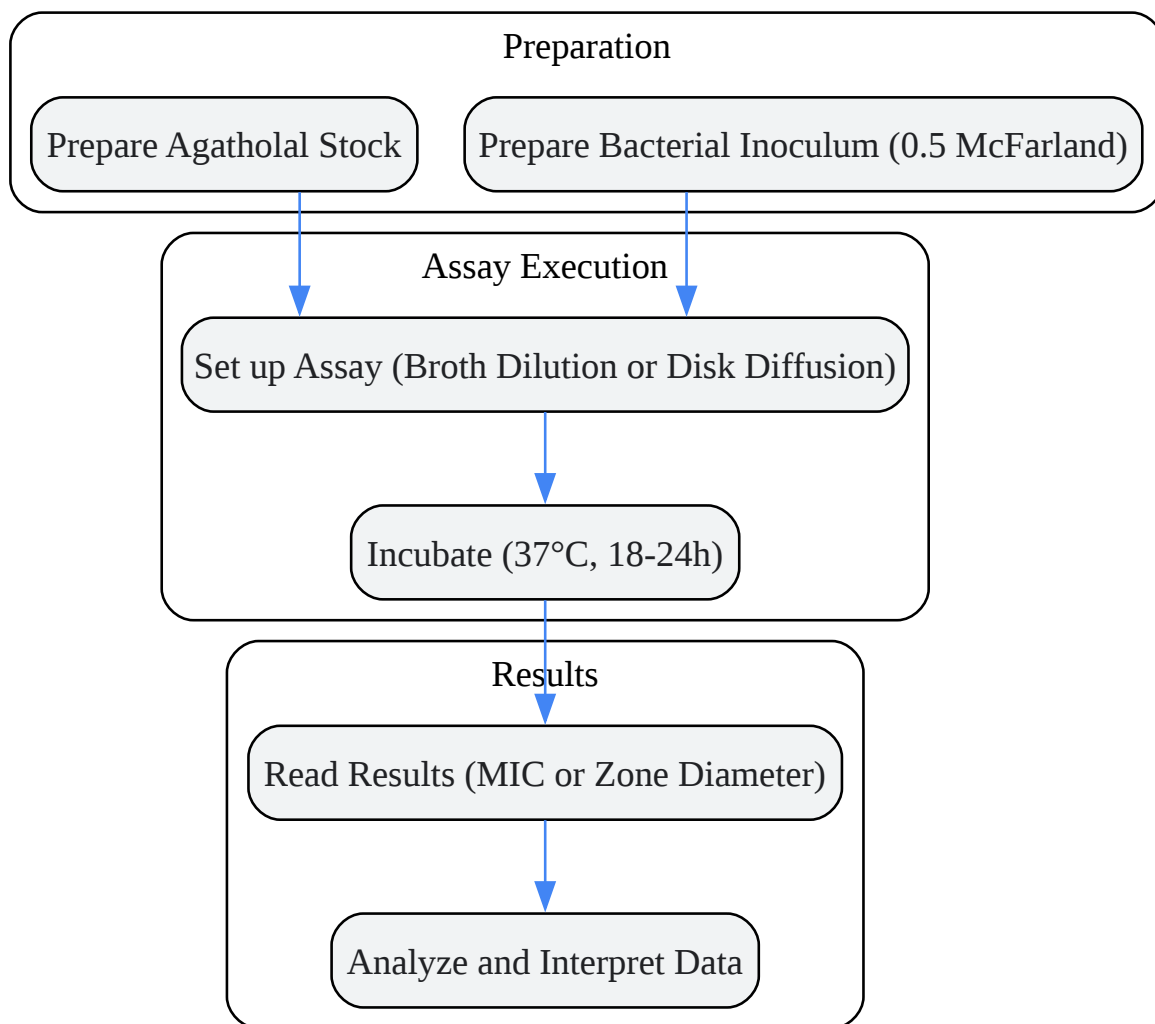 Preparation
Prepare Agatholal Stock
Prepare Bacterial Inoculum (0.5 McFarland)
Assay Execution
Set up Assay (Broth Dilution or Disk Diffusion)
Incubate (37°C, 18-24h)
Results
Read Results (MIC or Zone Diameter)
Analyze and Interpret Data